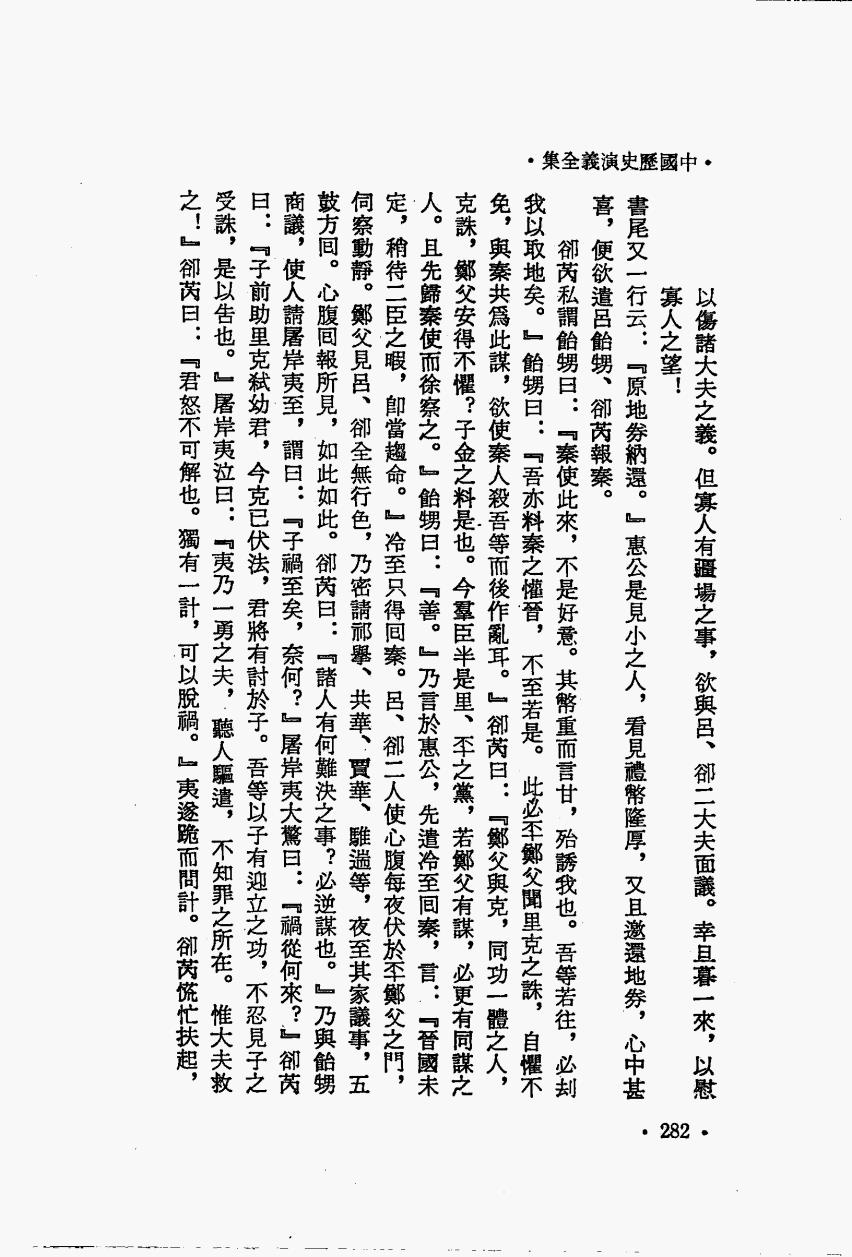 ・中國歷史演義全集・
以傷諸大夫之義。但寡人有疆場之事，欲與呂、郤二大夫面議。幸旦暮一來，以慰
寡人之望！
書尾又一行云：『原地券納還。』惠公是見小之人，看見禮幣隆厚，又且邀還地券，心中甚
喜，便欲遣呂飴甥、郤芮報秦。
郤芮私謂飴甥曰：『秦使此來，不是好意。其幣重而言甘，殆誘我也。吾等若往，必刦
我以取地矣。』飴甥曰：『吾亦料秦之懽晉，不至若是。此必丕鄭父聞里克之誅，自懼不
免，與秦共爲此謀，欲使秦人殺吾等而後作亂耳。』郤芮曰：『鄭父與克，同功一體之人，
克誅，鄭父安得不懼？子金之料是也。今羣臣半是里、丕之黨，若鄭父有謀，必更有同謀之
人。且先歸秦使而徐察之。』飴甥曰：『善。』乃言於惠公，先遣冷至回秦，言：『晉國未
定，稍待二臣之暇，卽當趨命。』冷至只得回秦。呂、郤二人使心腹每夜伏於丕鄭父之門，
伺察動靜。鄭父見呂、郤全無行色，乃密請祁舉、共華、賈華、騅遄等，夜至其家議事，五
鼓方回。心腹回報所見，如此如此。郤芮曰：『諸人有何難決之事？必逆謀也。』乃與飴甥
商議，使人請屠岸夷至，謂曰：『子禍至矣，奈何？』屠岸夷大驚曰：『禍從何來？』郤芮
曰：『子前助里克弒幼君，今克已伏法，君將有討於子。吾等以子有迎立之功，不忍見子之
受誅，是以告也。』屠岸夷泣曰：『夷乃一勇之夫，聽人驅遣，不知罪之所在。惟大夫救
之！』郤芮曰：『君怒不可解也。獨有一計，可以脫禍。』夷遂跪而問計。郤芮慌忙扶起，
・282・